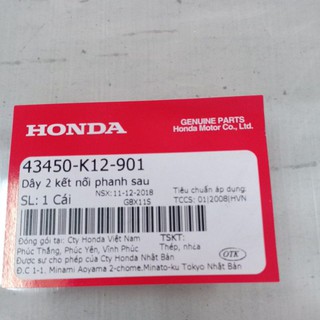 HONDA
GENUINE PARTS
Honda Motor Co., Ltd.
43450-K12-901
Dây 2 kết nối phanh sau
NSX: 11-12-2018
Tiêu chuẩn áp dụng:
SL: 1 Cái
GBX11S
TCCS: 01|2008|HVN
Đóng gói tại: Cty Honda Việt Nam
TSKT:
Phúc Thắng, Phúc Yên, Vĩnh Phúc
Thép, nhựa
Được sự cho phép của Cty Honda Nhật Bản
OTK
Đ.C 1-1, Minami Aoyama 2-chome,Minato-ku Tokyo Nhật Bản